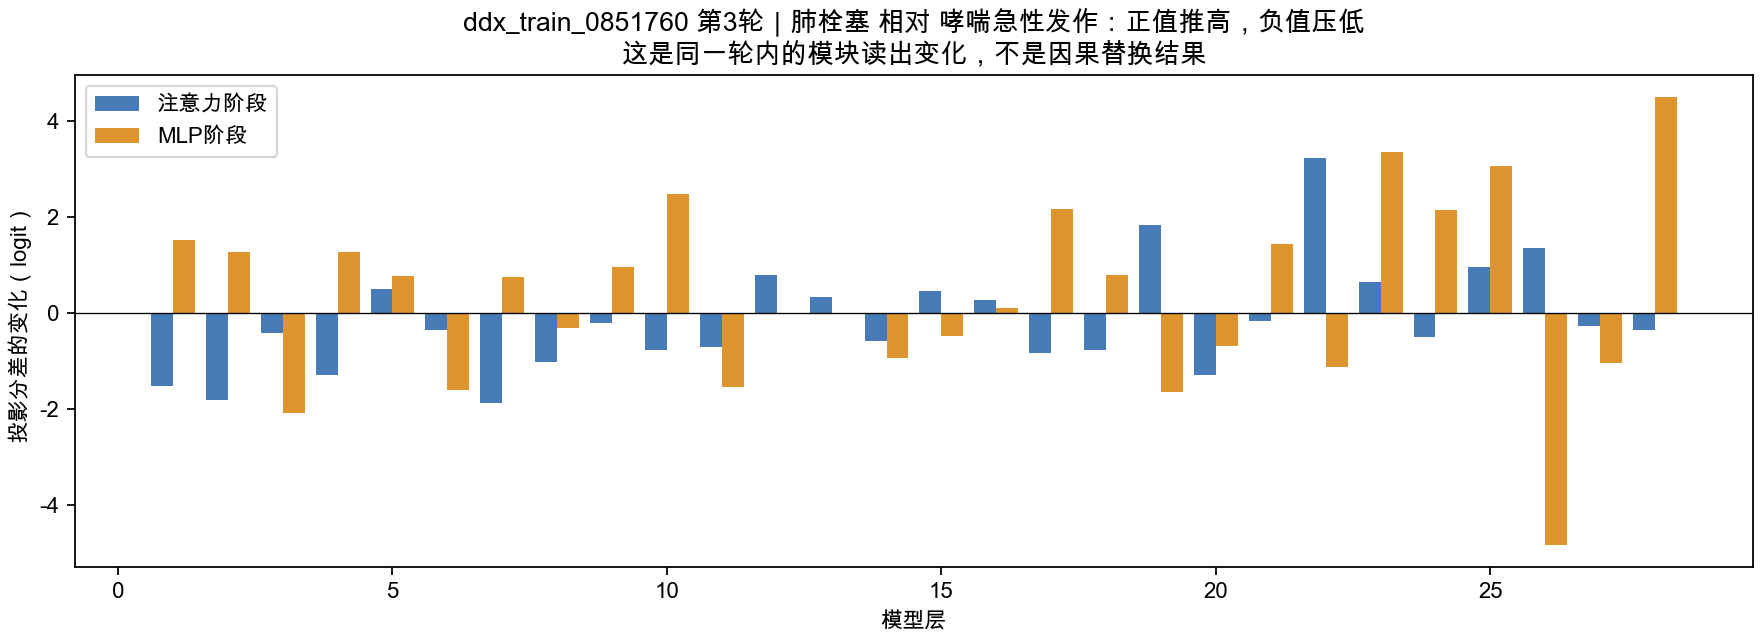 ddx_train_0851760 第3轮 | 肺栓塞 相对 哮喘急性发作：正值推高，负值压低
这是同一轮内的模块读出变化，不是因果替换结果
注意力阶段
MLP阶段
投影分差的变化（logit）
4
2
0
-2
-4
0
5
10
15
20
25
模型层